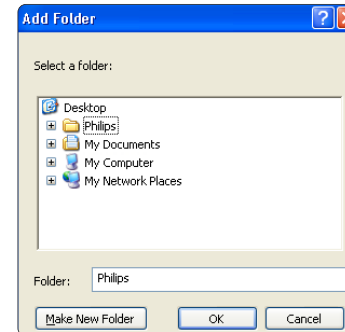 Add Folder
Select a folder:
Desktop
Philips
My Documents
My Computer
My Network Places
Folder: Philips
Make New Folder OK Cancel